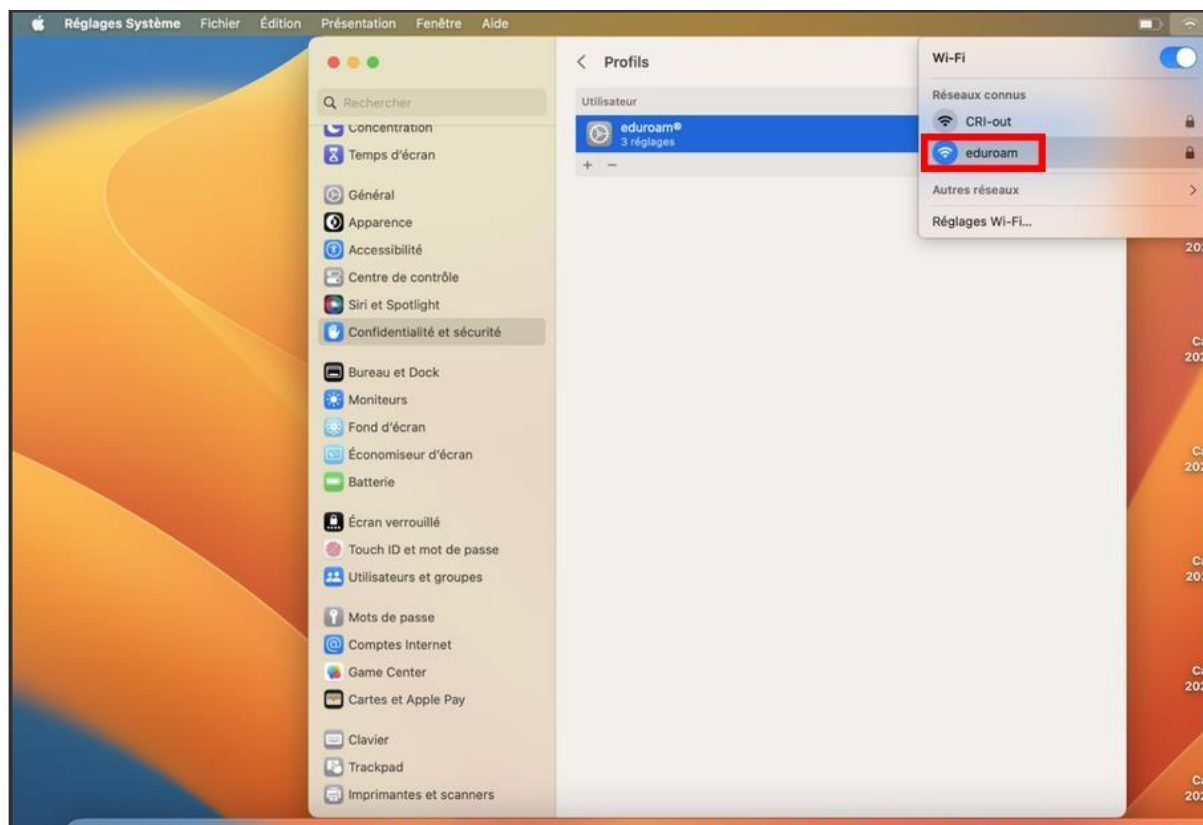 Réglages Système Fichier Édition Présentation Fenêtre Aide
Rechercher
Concentration
Temps d'écran
Général
Apparence
Accessibilité
Centre de contrôle
Siri et Spotlight
Confidentialité et sécurité
Bureau et Dock
Moniteurs
Fond d'écran
Économiseur d'écran
Batterie
Écran verrouillé
Touch ID et mot de passe
Utilisateurs et groupes
Mots de passe
Comptes Internet
Game Center
Cartes et Apple Pay
Clavier
Trackpad
Imprimantes et scanners
< Profils
Utilisateur
eduroam®
3 réglages
+ −
Wi-Fi
Réseaux connus
CRI-out
eduroam
Autres réseaux >
Réglages Wi-Fi...